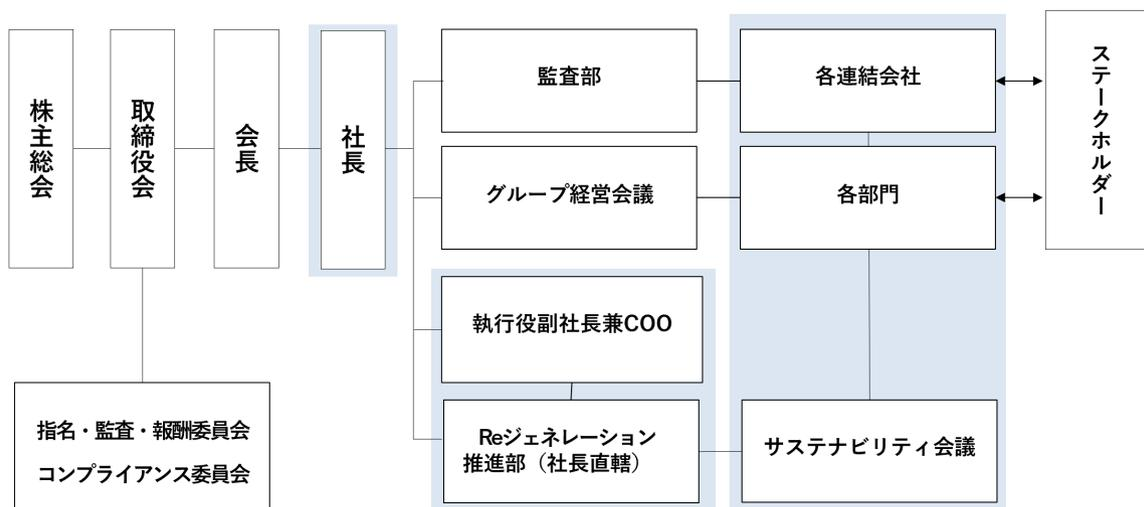 株主総会
取締役会
会長
社長
監査部
各連結会社
ステークホルダー
グループ経営会議
各部門
執行役副社長兼COO
指名・監査・報酬委員会
コンプライアンス委員会
Reジェネレーション
推進部（社長直轄）
サステナビリティ会議